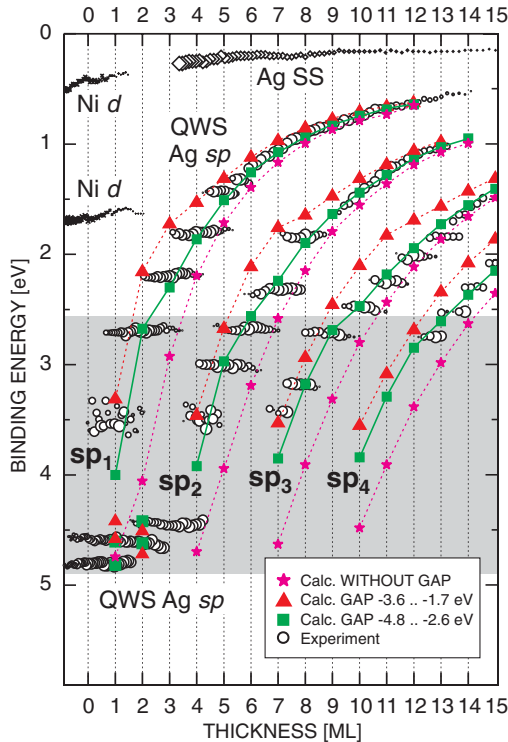 0 1 2 3 4 5 6 7 8 9 10 11 12 13 14 15
0
Ag SS
Ni d
QWS
Ag sp
1
Ni d
2
BINDING ENERGY [eV]
3
sp1
sp2
sp3
sp4
4
5
QWS Ag sp
Calc. WITHOUT GAP
Calc. GAP -3.6 .. -1.7 eV
Calc. GAP -4.8 .. -2.6 eV
Experiment
0 1 2 3 4 5 6 7 8 9 10 11 12 13 14 15
THICKNESS [ML]